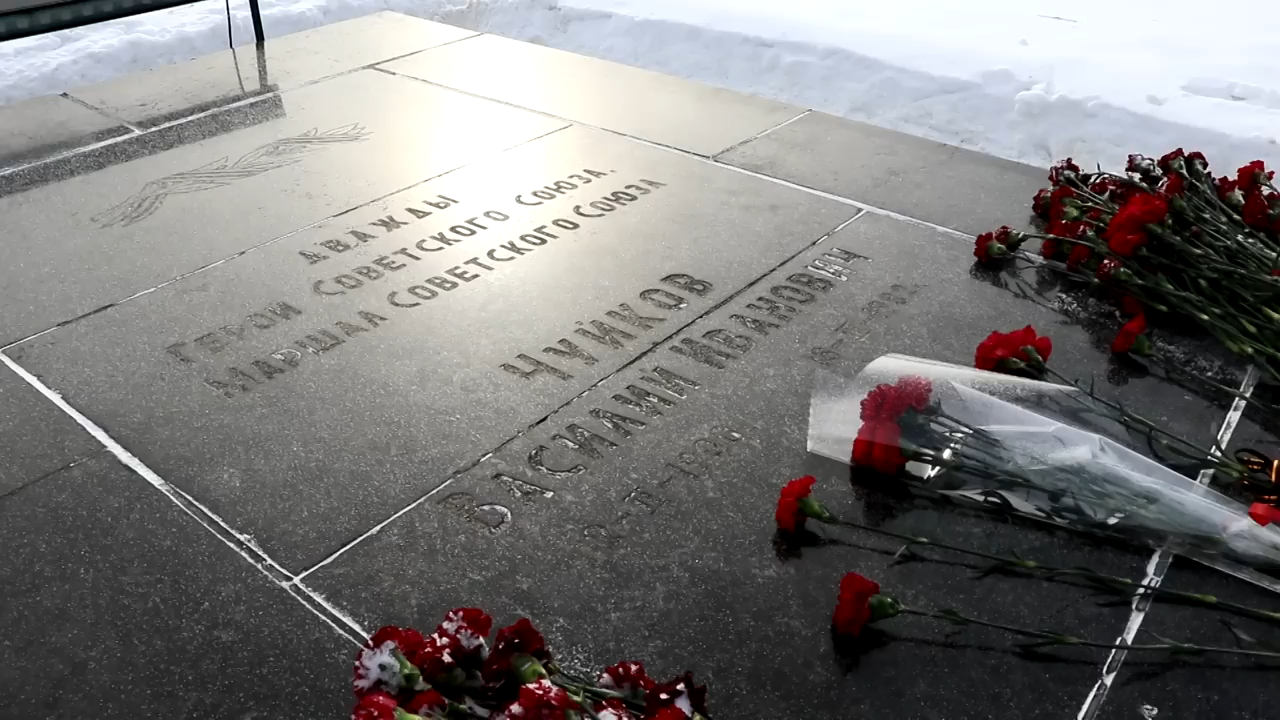 ДВАЖДЫ
ГЕРОЙ СОВЕТСКОГО СОЮЗА.
МАРШАЛ СОВЕТСКОГО СОЮЗА
ЧУЙКОВ
ВАСИЛИЙ ИВАНОВИЧ